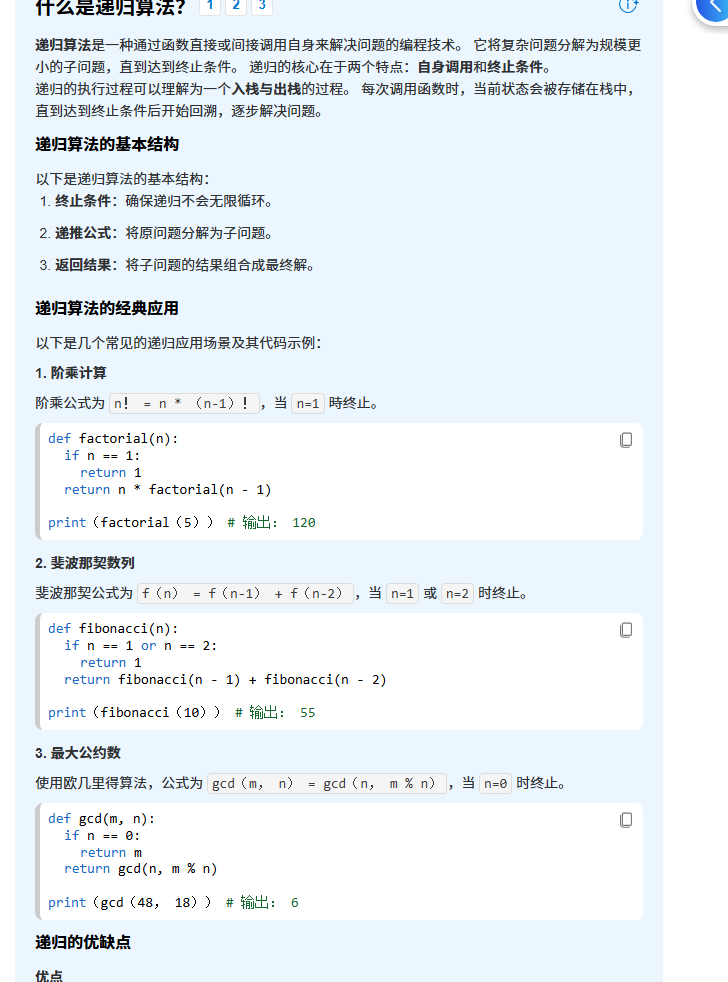 什么是递归算法? 1 2 3
递归算法是一种通过函数直接或间接调用自身来解决问题的编程技术。 它将复杂问题分解为规模更
小的子问题，直到达到终止条件。 递归的核心在于两个特点：自身调用和终止条件。
递归的执行过程可以理解为一个入栈与出栈的过程。 每次调用函数时，当前状态会被存储在栈中，
直到达到终止条件后开始回溯，逐步解决问题。
递归算法的基本结构
以下是递归算法的基本结构：
1. 终止条件：确保递归不会无限循环。
2. 递推公式：将原问题分解为子问题。
3. 返回结果：将子问题的结果组合成最终解。
递归算法的经典应用
以下是几个常见的递归应用场景及其代码示例：
1. 阶乘计算
阶乘公式为 n! = n * （n-1）! ，当 n=1 時终止。
def factorial(n):
if n == 1:
return 1
return n * factorial(n - 1)
print（factorial（5）） # 输出： 120
2. 斐波那契数列
斐波那契公式为 f（n） = f（n-1） + f（n-2） ，当 n=1 或 n=2 时终止。
def fibonacci(n):
if n == 1 or n == 2:
return 1
return fibonacci(n - 1) + fibonacci(n - 2)
print（fibonacci（10）） # 输出： 55
3. 最大公约数
使用欧几里得算法，公式为 gcd（m， n） = gcd（n， m % n） ，当 n=0 时终止。
def gcd(m, n):
if n == 0:
return m
return gcd(n, m % n)
print（gcd（48， 18）） # 输出： 6
递归的优缺点
优点